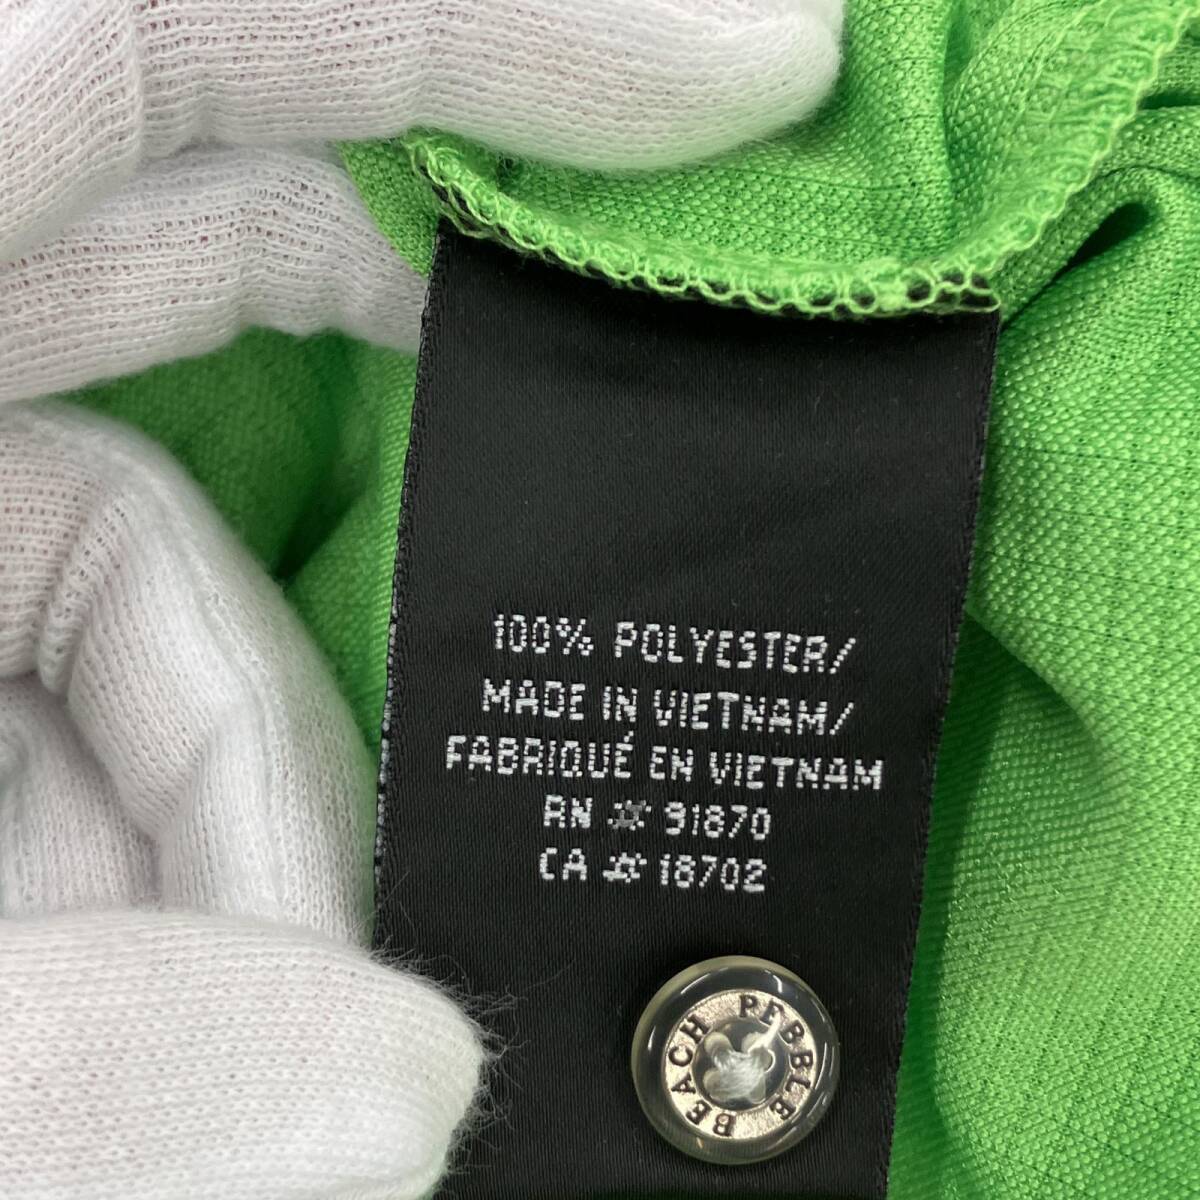 100% POLYESTER/
MADE IN VIETNAM/
FABRIQUÉ EN VIETNAM
RN # 91870
CA # 18702
PEBBLE BEACH